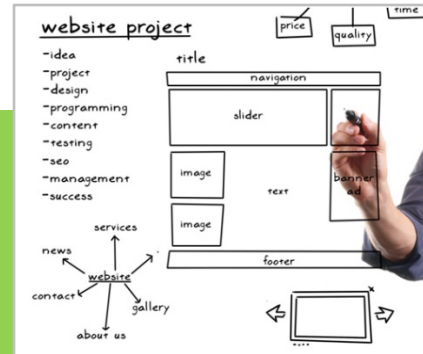 website project
-idea
-project
-design
-programming
-content
-testing
-seo
-management
-success
price
quality
time
title
navigation
slider
image
text
banner
ad
image
footer
services
news
website
contact
gallery
about us
x